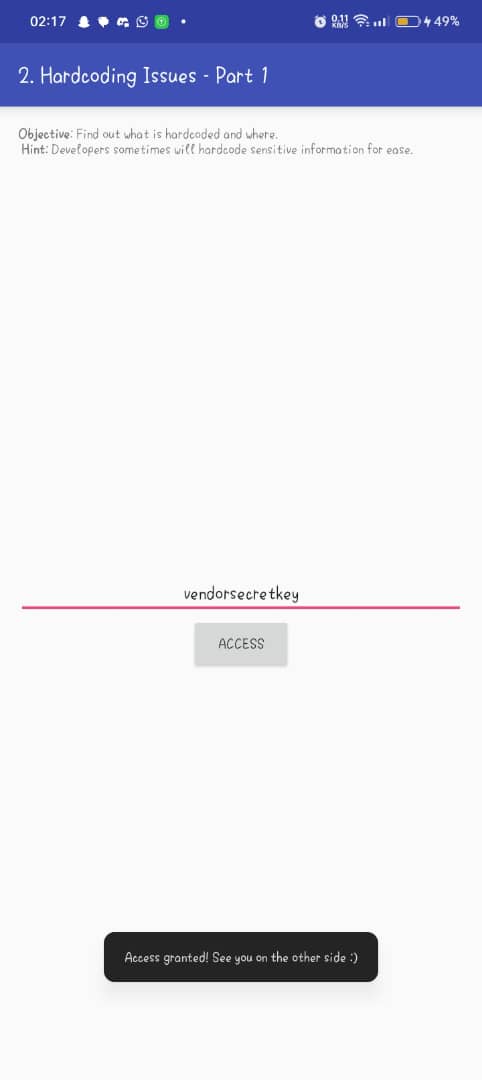 02:17 0.11 KB/S 49%
2. Hardcoding Issues - Part 1
Objective: Find out what is hardcoded and where.
Hint: Developers sometimes will hardcode sensitive information for ease.
vendorsecretkey
ACCESS
Access granted! See you on the other side :)